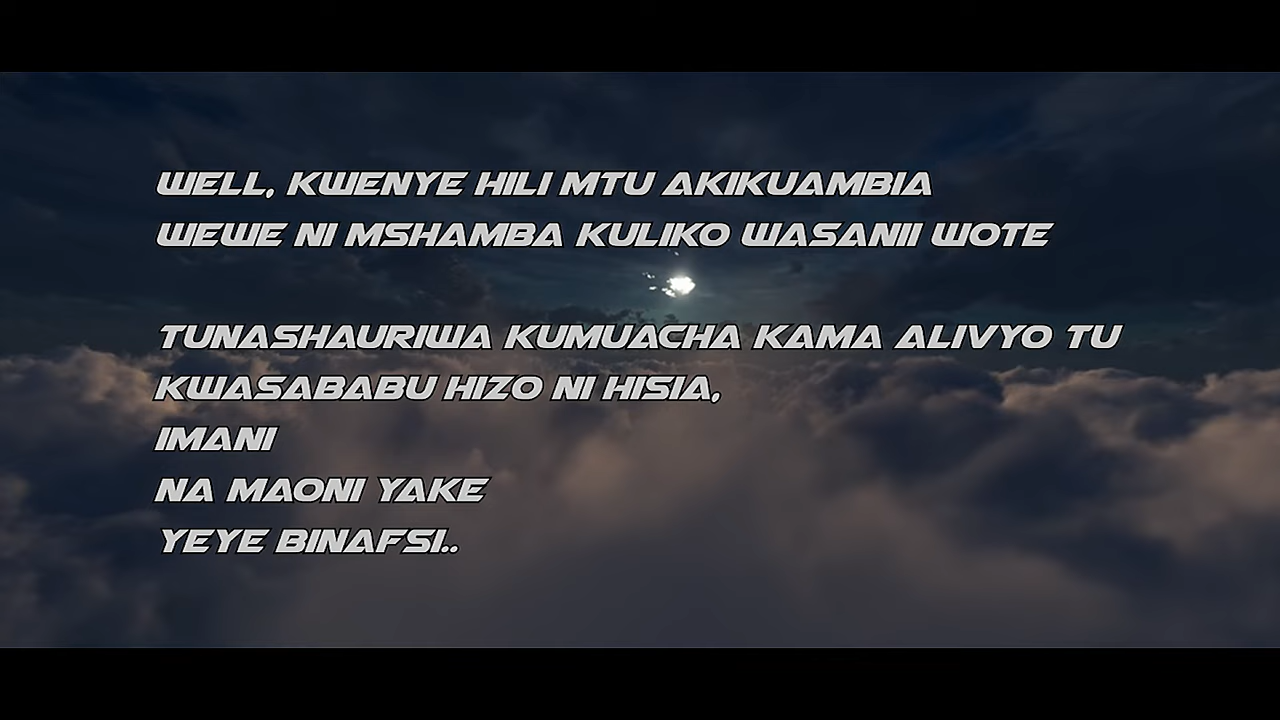 WELL, KWENYE HILI MTU AKIKUAMBIA
WEWE NI MSHAMBA KULIKO WASANII WOTE
TUNASHAURIWA KUMUACHA KAMA ALIVYO TU
KWASABABU HIZO NI HISIA,
IMANI
NA MAONI YAKE
YEYE BINAFSI..